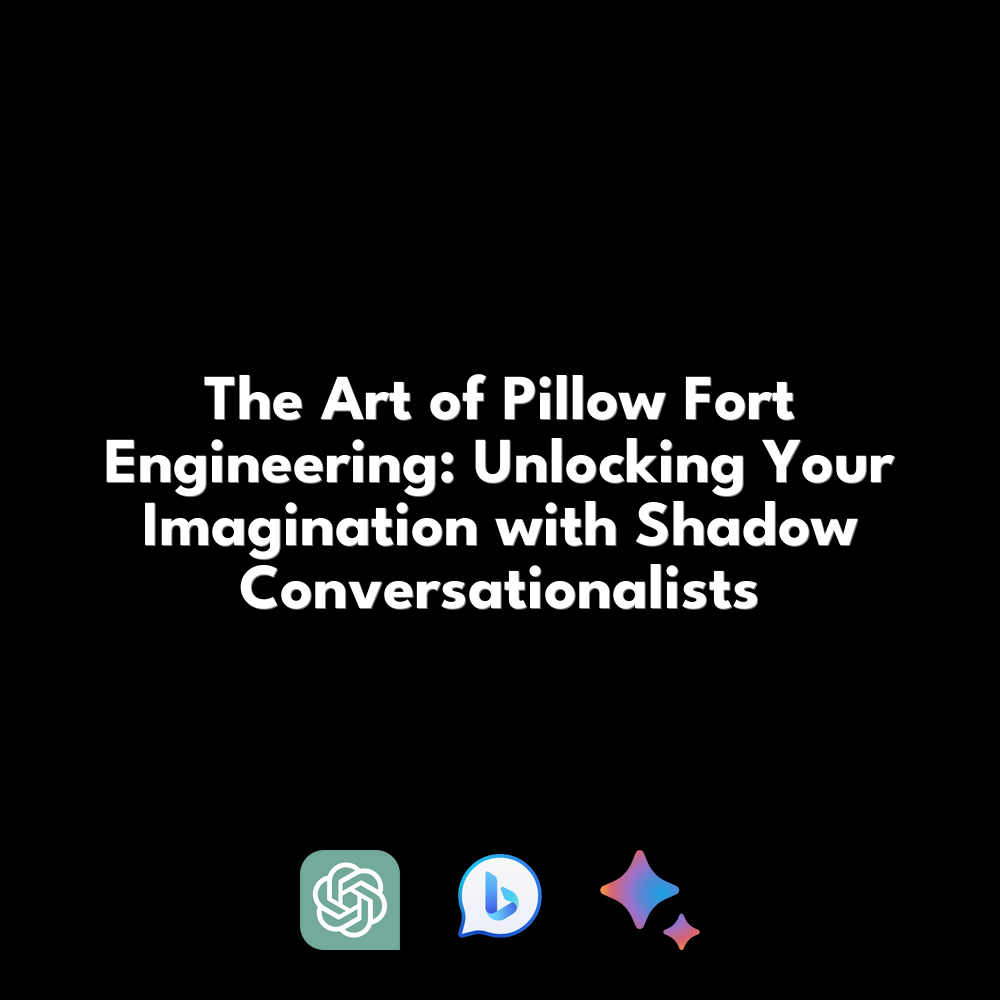 The Art of Pillow Fort
Engineering: Unlocking Your
Imagination with Shadow
Conversationalists